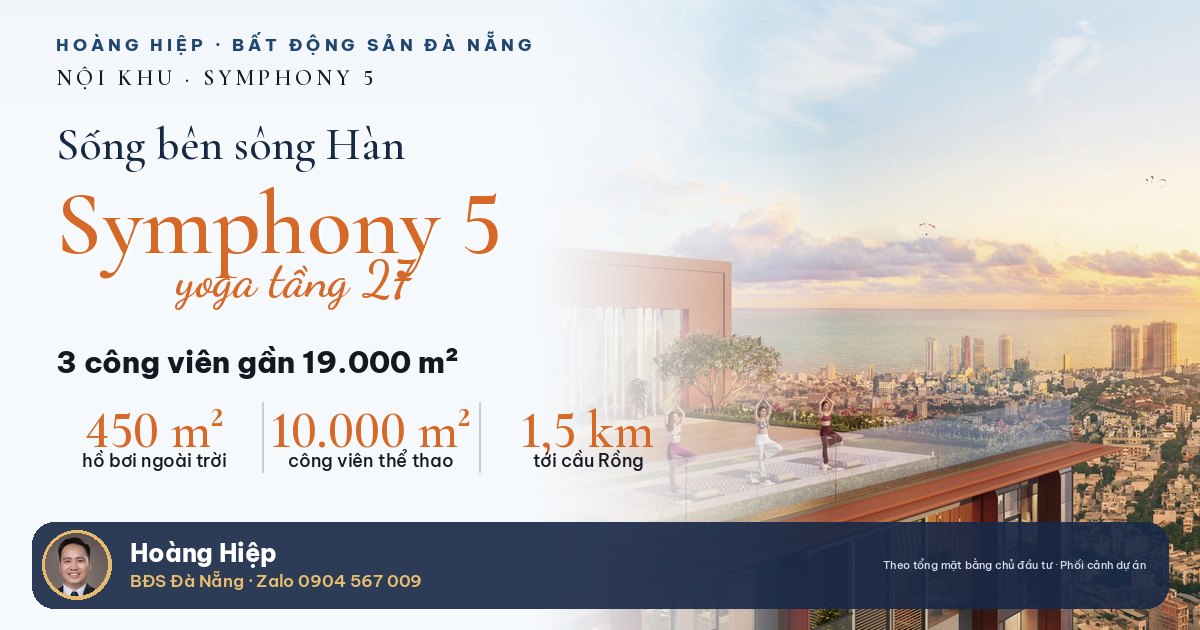 HOÀNG HIỆP · BẤT ĐỘNG SẢN ĐÀ NẴNG
NỘI KHU · SYMPHONY 5
Sống bên sông Hàn
Symphony 5
yoga tầng 27
3 công viên gần 19.000 m²
450 m²
hồ bơi ngoài trời
10.000 m²
công viên thể thao
1,5 km
tới cầu Rồng
Hoàng Hiệp
BĐS Đà Nẵng · Zalo 0904 567 009
Theo tổng mặt bằng chủ đầu tư · Phối cảnh dự án